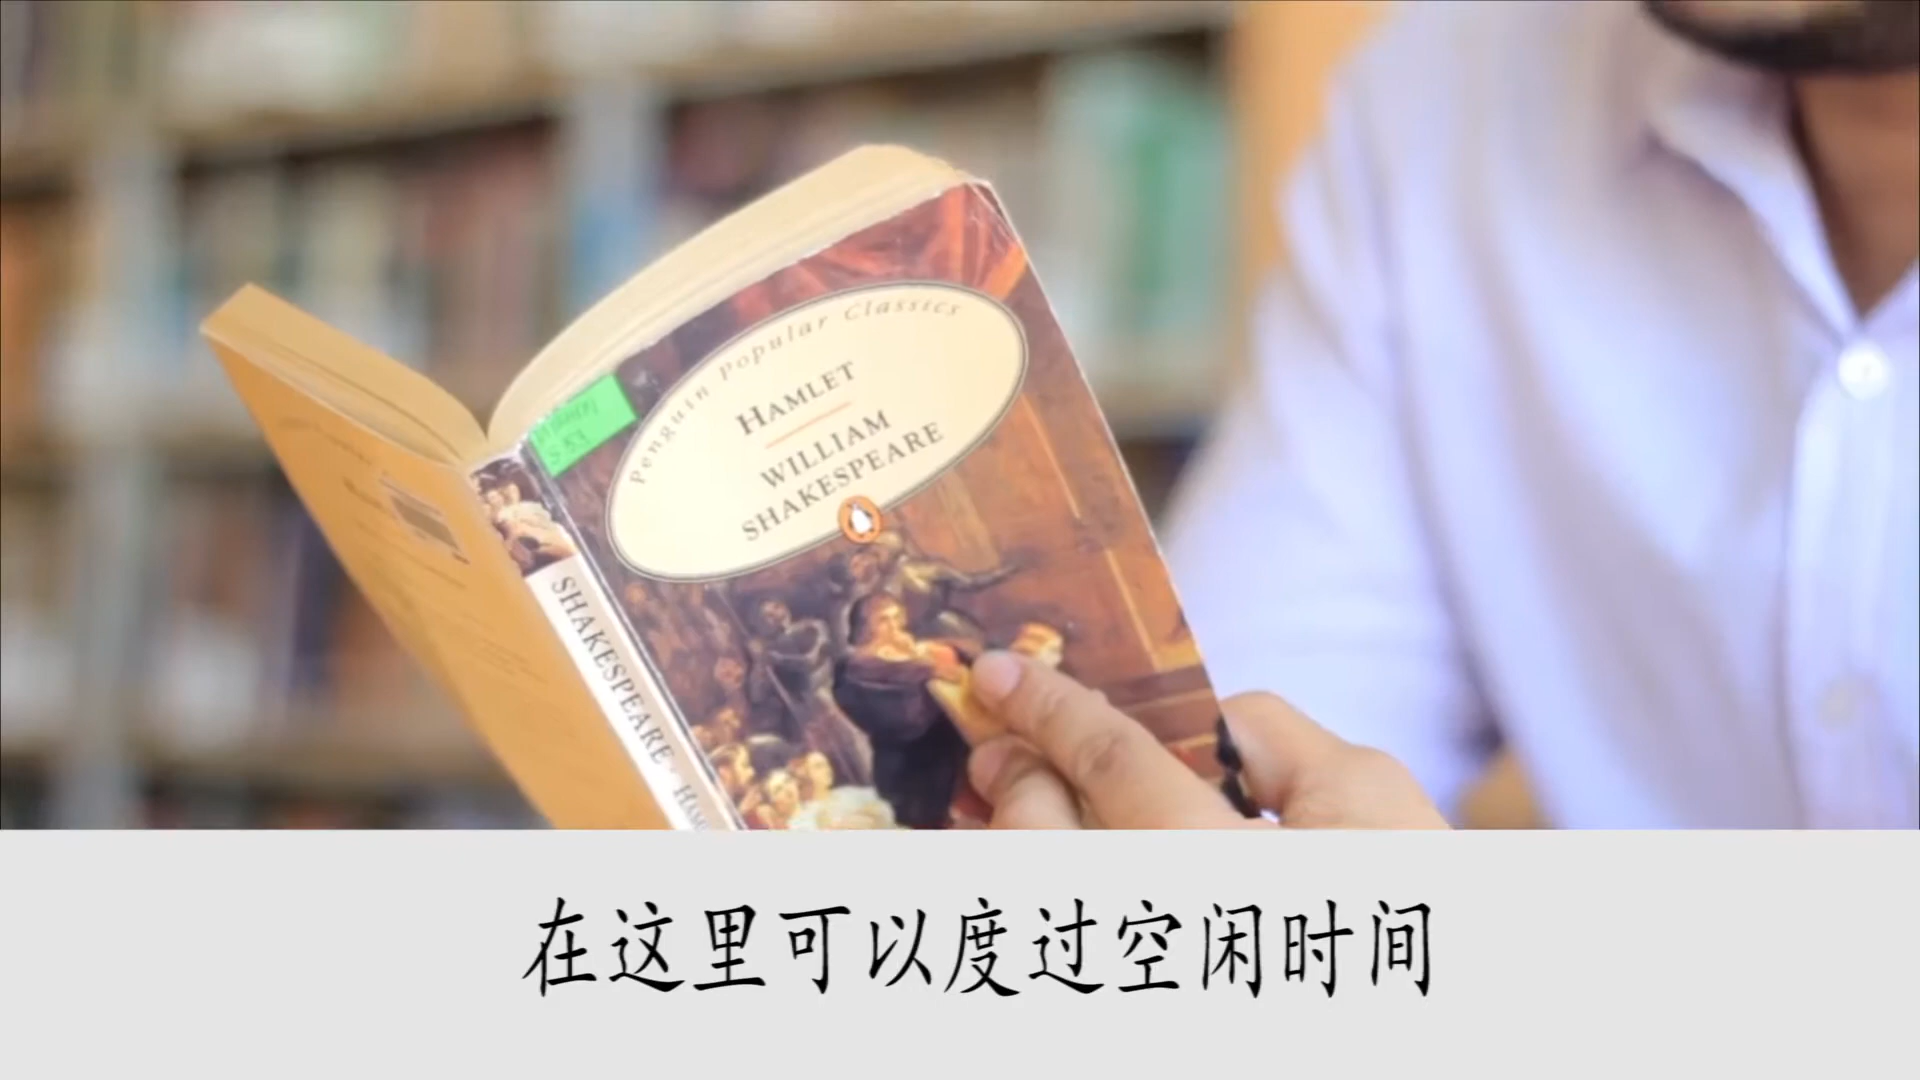 Penguin Popular Classics
HAMLET
WILLIAM
SHAKESPEARE
SHAKESPEARE
在这里可以度过空闲时间